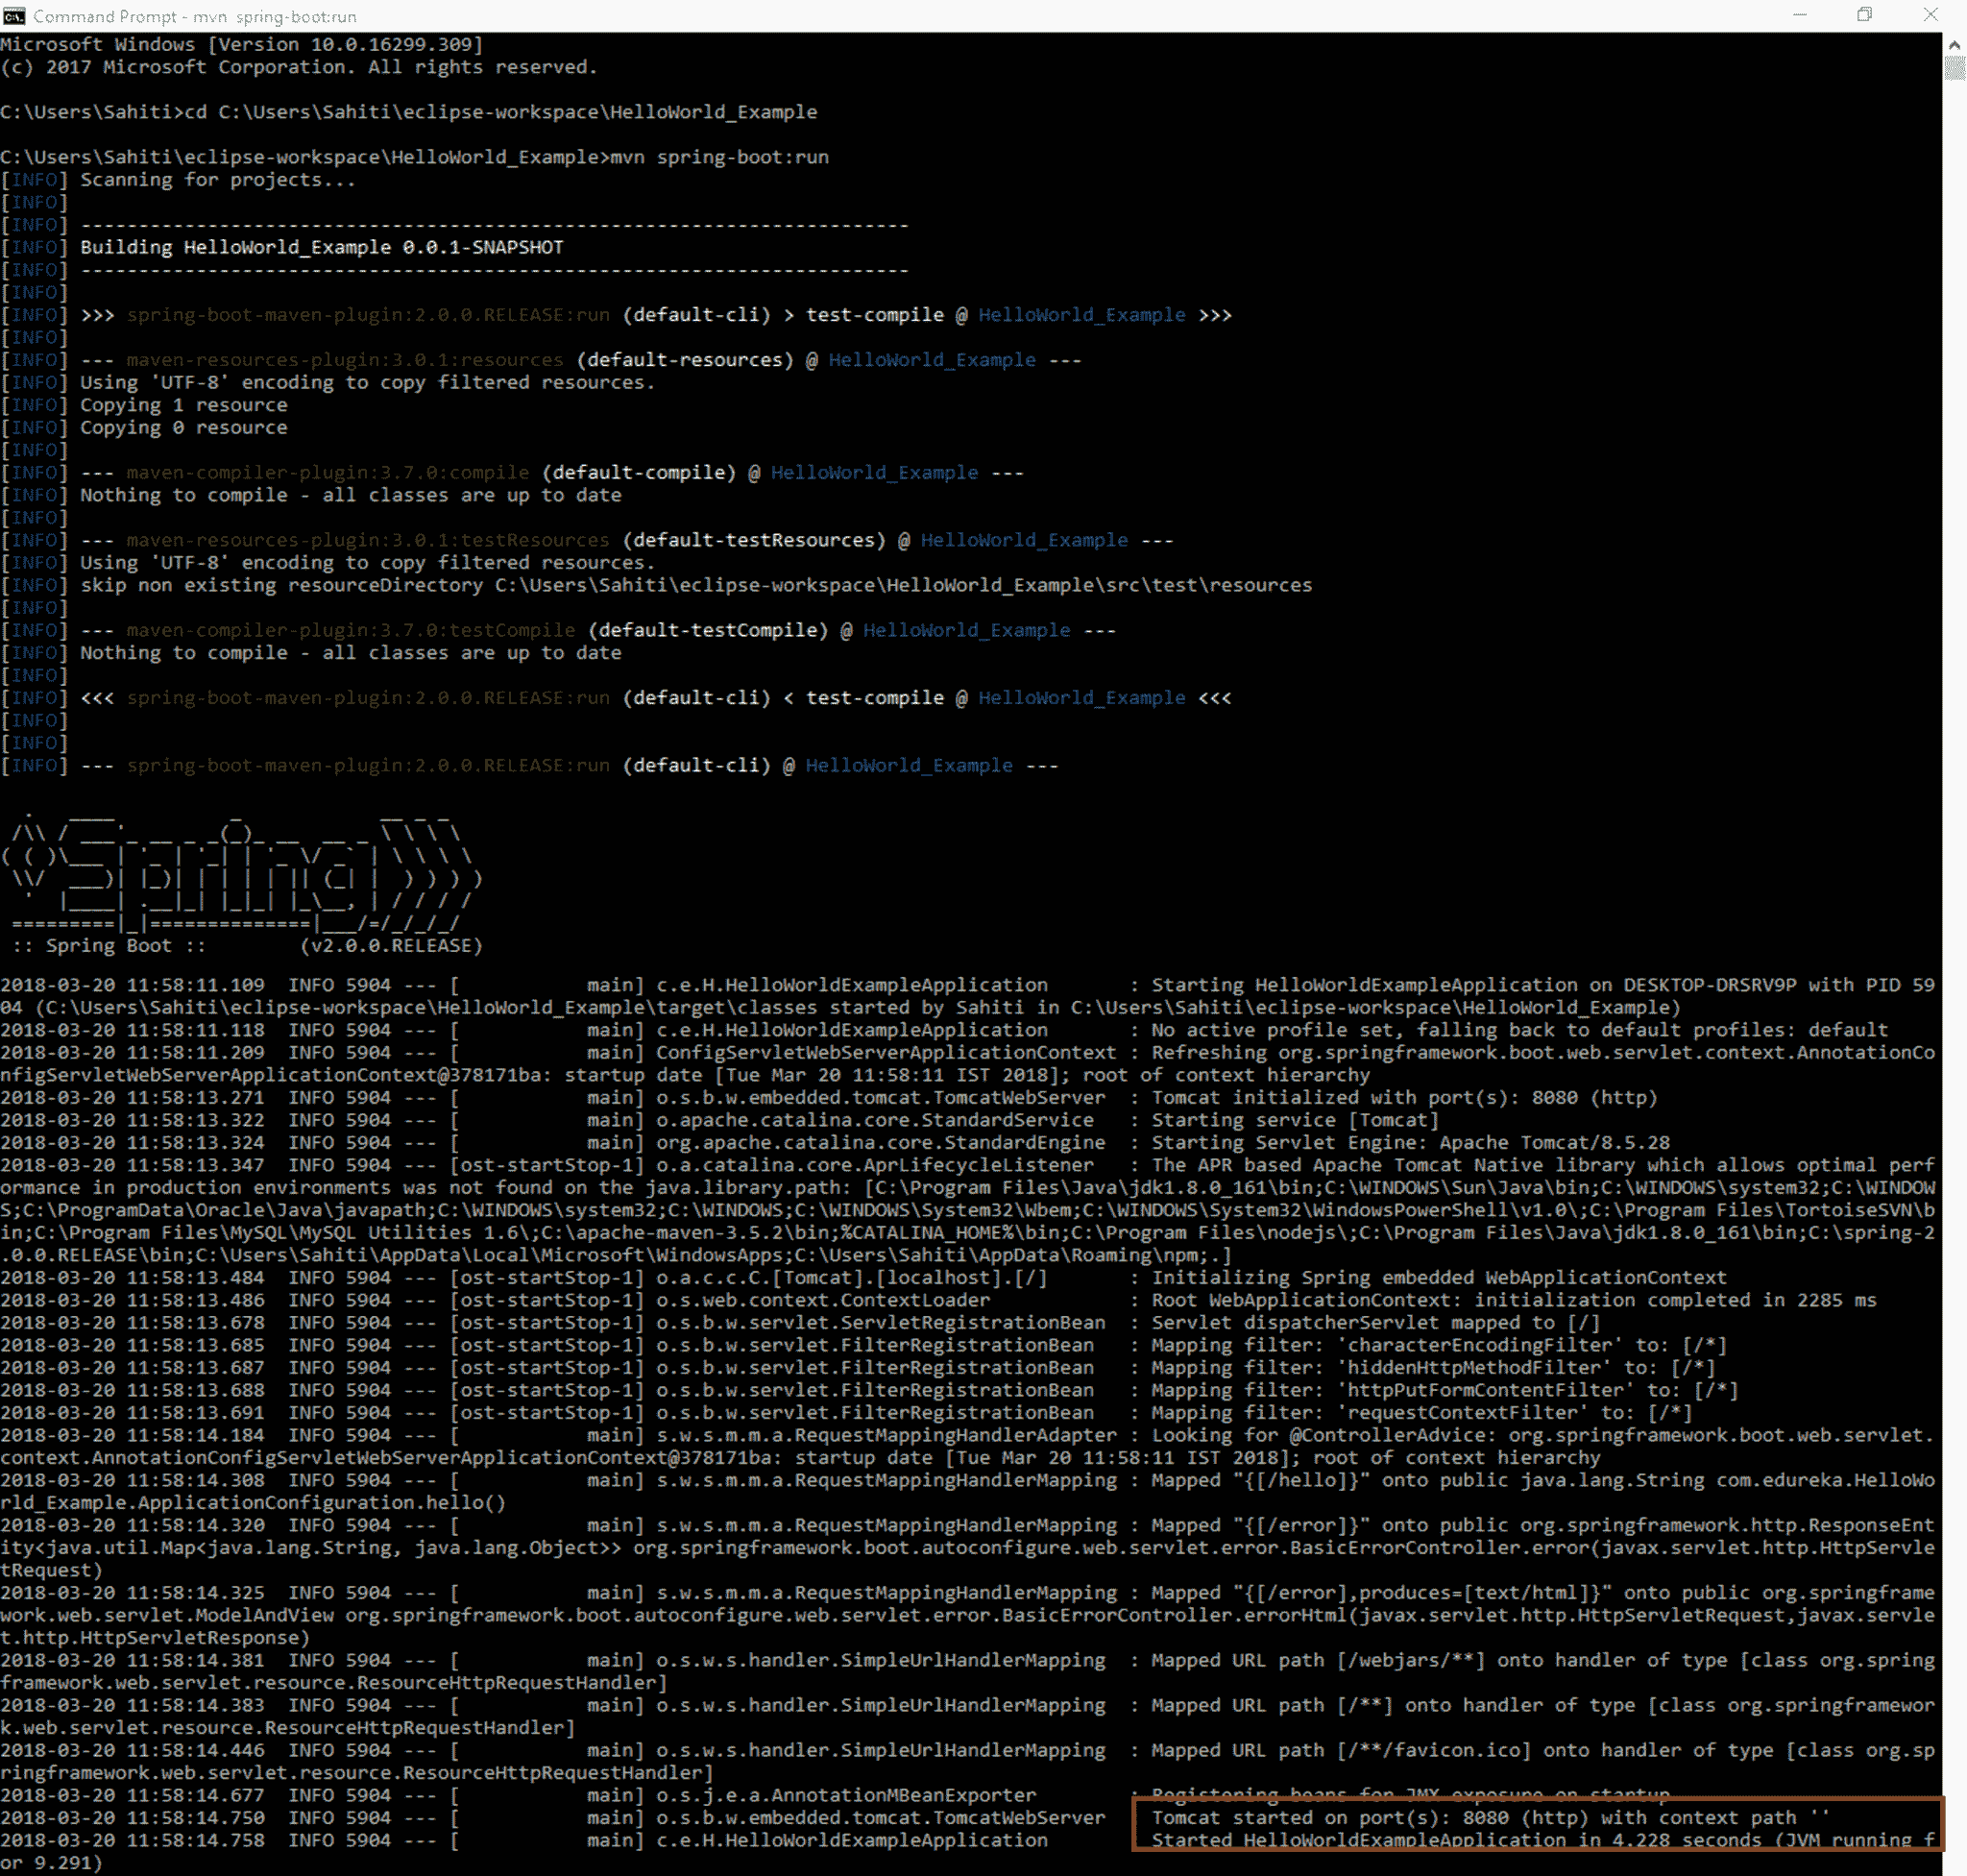 Command Prompt - mvn  spring-boot:run
Microsoft Windows [Version 10.0.16299.309]
(c) 2017 Microsoft Corporation. All rights reserved.
C:\Users\Sahiti>cd C:\Users\Sahiti\eclipse-workspace\HelloWorld_Example
C:\Users\Sahiti\eclipse-workspace\HelloWorld_Example>mvn spring-boot:run
[INFO] Scanning for projects...
[INFO]
[INFO] ------------------------------------------------------------------------
[INFO] Building HelloWorld_Example 0.0.1-SNAPSHOT
[INFO] ------------------------------------------------------------------------
[INFO]
[INFO] >>> spring-boot-maven-plugin:2.0.0.RELEASE:run (default-cli) > test-compile @ HelloWorld_Example >>>
[INFO]
[INFO] --- maven-resources-plugin:3.0.1:resources (default-resources) @ HelloWorld_Example ---
[INFO] Using 'UTF-8' encoding to copy filtered resources.
[INFO] Copying 1 resource
[INFO] Copying 0 resource
[INFO]
[INFO] --- maven-compiler-plugin:3.7.0:compile (default-compile) @ HelloWorld_Example ---
[INFO] Nothing to compile - all classes are up to date
[INFO]
[INFO] --- maven-resources-plugin:3.0.1:testResources (default-testResources) @ HelloWorld_Example ---
[INFO] Using 'UTF-8' encoding to copy filtered resources.
[INFO] skip non existing resourceDirectory C:\Users\Sahiti\eclipse-workspace\HelloWorld_Example\src\test\resources
[INFO]
[INFO] --- maven-compiler-plugin:3.7.0:testCompile (default-testCompile) @ HelloWorld_Example ---
[INFO] Nothing to compile - all classes are up to date
[INFO]
[INFO] <<< spring-boot-maven-plugin:2.0.0.RELEASE:run (default-cli) < test-compile @ HelloWorld_Example <<<
[INFO]
[INFO]
[INFO] --- spring-boot-maven-plugin:2.0.0.RELEASE:run (default-cli) @ HelloWorld_Example ---
Spring
:: Spring Boot ::        (v2.0.0.RELEASE)
2018-03-20 11:58:11.109  INFO 5904 --- [           main] c.e.H.HelloWorldExampleApplication       : Starting HelloWorldExampleApplication on DESKTOP-DRSRV9P with PID 59
04 (C:\Users\Sahiti\eclipse-workspace\HelloWorld_Example\target\classes started by Sahiti in C:\Users\Sahiti\eclipse-workspace\HelloWorld_Example)
2018-03-20 11:58:11.118  INFO 5904 --- [           main] c.e.H.HelloWorldExampleApplication       : No active profile set, falling back to default profiles: default
2018-03-20 11:58:11.209  INFO 5904 --- [           main] ConfigServletWebServerApplicationContext : Refreshing org.springframework.boot.web.servlet.context.AnnotationCo
nfigServletWebServerApplicationContext@378171ba: startup date [Tue Mar 20 11:58:11 IST 2018]; root of context hierarchy
2018-03-20 11:58:13.271  INFO 5904 --- [           main] o.s.b.w.embedded.tomcat.TomcatWebServer  : Tomcat initialized with port(s): 8080 (http)
2018-03-20 11:58:13.322  INFO 5904 --- [           main] o.apache.catalina.core.StandardService   : Starting service [Tomcat]
2018-03-20 11:58:13.324  INFO 5904 --- [           main] org.apache.catalina.core.StandardEngine  : Starting Servlet Engine: Apache Tomcat/8.5.28
2018-03-20 11:58:13.347  INFO 5904 --- [ost-startStop-1] o.a.catalina.core.AprLifecycleListener   : The APR based Apache Tomcat Native library which allows optimal perf
ormance in production environments was not found on the java.library.path: [C:\Program Files\Java\jdk1.8.0_161\bin;C:\WINDOWS\Sun\Java\bin;C:\WINDOWS\system32;C:\WINDOW
S;C:\ProgramData\Oracle\Java\javapath;C:\WINDOWS\system32;C:\WINDOWS;C:\WINDOWS\System32\Wbem;C:\WINDOWS\System32\WindowsPowerShell\v1.0\;C:\Program Files\TortoiseSVN\b
in;C:\Program Files\MySQL\MySQL Utilities 1.6\;C:\apache-maven-3.5.2\bin;%CATALINA_HOME%\bin;C:\Program Files\nodejs\;C:\Program Files\Java\jdk1.8.0_161\bin;C:\spring-2
.0.0.RELEASE\bin;C:\Users\Sahiti\AppData\Local\Microsoft\WindowsApps;C:\Users\Sahiti\AppData\Roaming\npm;.]
2018-03-20 11:58:13.484  INFO 5904 --- [ost-startStop-1] o.a.c.c.C.[Tomcat].[localhost].[/]       : Initializing Spring embedded WebApplicationContext
2018-03-20 11:58:13.486  INFO 5904 --- [ost-startStop-1] o.s.web.context.ContextLoader            : Root WebApplicationContext: initialization completed in 2285 ms
2018-03-20 11:58:13.678  INFO 5904 --- [ost-startStop-1] o.s.b.w.servlet.ServletRegistrationBean  : Servlet dispatcherServlet mapped to [/]
2018-03-20 11:58:13.685  INFO 5904 --- [ost-startStop-1] o.s.b.w.servlet.FilterRegistrationBean   : Mapping filter: 'characterEncodingFilter' to: [/*]
2018-03-20 11:58:13.687  INFO 5904 --- [ost-startStop-1] o.s.b.w.servlet.FilterRegistrationBean   : Mapping filter: 'hiddenHttpMethodFilter' to: [/*]
2018-03-20 11:58:13.688  INFO 5904 --- [ost-startStop-1] o.s.b.w.servlet.FilterRegistrationBean   : Mapping filter: 'httpPutFormContentFilter' to: [/*]
2018-03-20 11:58:13.691  INFO 5904 --- [ost-startStop-1] o.s.b.w.servlet.FilterRegistrationBean   : Mapping filter: 'requestContextFilter' to: [/*]
2018-03-20 11:58:14.184  INFO 5904 --- [           main] s.w.s.m.m.a.RequestMappingHandlerAdapter : Looking for @ControllerAdvice: org.springframework.boot.web.servlet.
context.AnnotationConfigServletWebServerApplicationContext@378171ba: startup date [Tue Mar 20 11:58:11 IST 2018]; root of context hierarchy
2018-03-20 11:58:14.308  INFO 5904 --- [           main] s.w.s.m.m.a.RequestMappingHandlerMapping : Mapped "{[/hello]}" onto public java.lang.String com.edureka.HelloWo
rld_Example.ApplicationConfiguration.hello()
2018-03-20 11:58:14.320  INFO 5904 --- [           main] s.w.s.m.m.a.RequestMappingHandlerMapping : Mapped "{[/error]}" onto public org.springframework.http.ResponseEnt
ity<java.util.Map<java.lang.String, java.lang.Object>> org.springframework.boot.autoconfigure.web.servlet.error.BasicErrorController.error(javax.servlet.http.HttpServle
tRequest)
2018-03-20 11:58:14.325  INFO 5904 --- [           main] s.w.s.m.m.a.RequestMappingHandlerMapping : Mapped "{[/error],produces=[text/html]}" onto public org.springframe
work.web.servlet.ModelAndView org.springframework.boot.autoconfigure.web.servlet.error.BasicErrorController.errorHtml(javax.servlet.http.HttpServletRequest,javax.servle
t.http.HttpServletResponse)
2018-03-20 11:58:14.381  INFO 5904 --- [           main] o.s.w.s.handler.SimpleUrlHandlerMapping  : Mapped URL path [/webjars/**] onto handler of type [class org.spring
framework.web.servlet.resource.ResourceHttpRequestHandler]
2018-03-20 11:58:14.383  INFO 5904 --- [           main] o.s.w.s.handler.SimpleUrlHandlerMapping  : Mapped URL path [/**] onto handler of type [class org.springframewor
k.web.servlet.resource.ResourceHttpRequestHandler]
2018-03-20 11:58:14.446  INFO 5904 --- [           main] o.s.w.s.handler.SimpleUrlHandlerMapping  : Mapped URL path [/**/favicon.ico] onto handler of type [class org.sp
ringframework.web.servlet.resource.ResourceHttpRequestHandler]
2018-03-20 11:58:14.677  INFO 5904 --- [           main] o.s.j.e.a.AnnotationMBeanExporter        : Registering beans for JMX exposure on startup
2018-03-20 11:58:14.750  INFO 5904 --- [           main] o.s.b.w.embedded.tomcat.TomcatWebServer    Tomcat started on port(s): 8080 (http) with context path ''
2018-03-20 11:58:14.758  INFO 5904 --- [           main] c.e.H.HelloWorldExampleApplication         Started HelloWorldExampleApplication in 4.228 seconds (JVM running f
or 9.291)